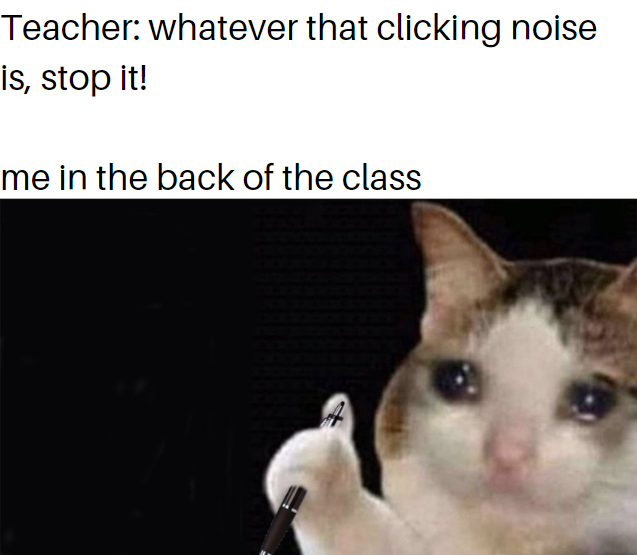 Teacher: whatever that clicking noise
is, stop it!
me in the back of the class